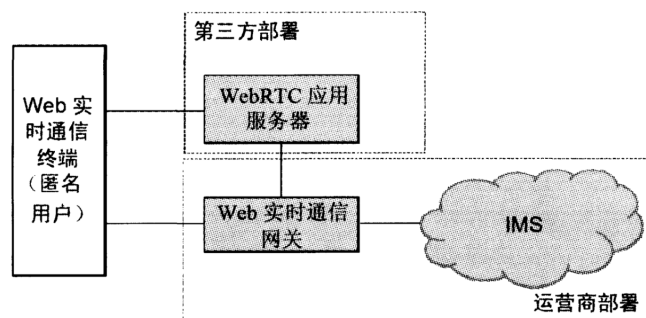 第三方部署
Web 实
时通信
终端
（匿名
用户）
WebRTC 应用
服务器
Web 实时通信
网关
IMS
运营商部署